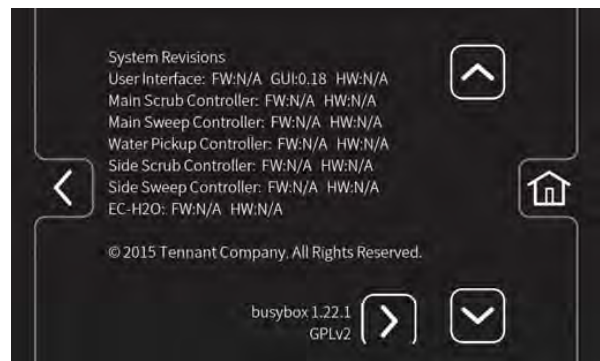 System Revisions
User Interface: FW:N/A GUI:0.18 HW:N/A
Main Scrub Controller: FW:N/A HW:N/A
Main Sweep Controller: FW:N/A HW:N/A
Water Pickup Controller: FW:N/A HW:N/A
Side Scrub Controller: FW:N/A HW:N/A
Side Sweep Controller: FW:N/A HW:N/A
EC-H2O: FW:N/A HW:N/A
© 2015 Tennant Company. All Rights Reserved.
busybox 1.22.1
GPLv2